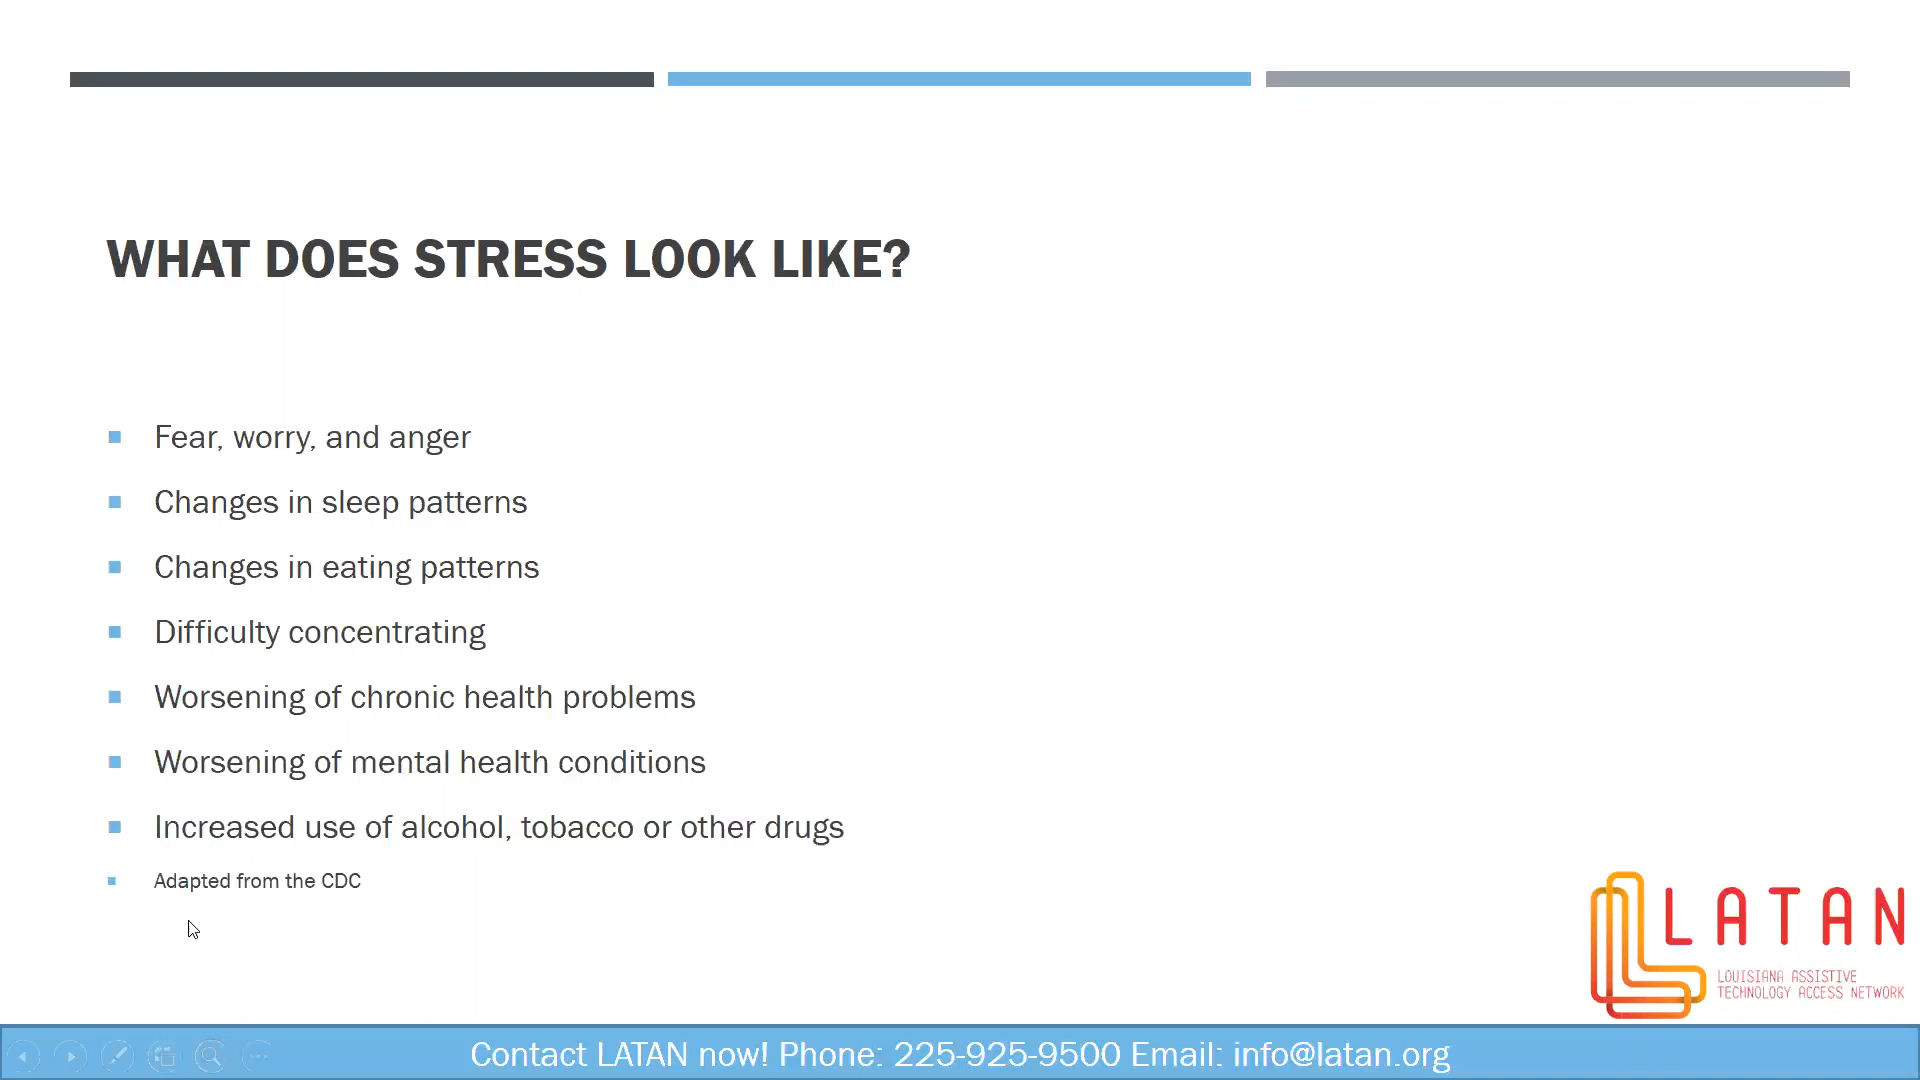 WHAT DOES STRESS LOOK LIKE?
Fear, worry, and anger
Changes in sleep patterns
Changes in eating patterns
Difficulty concentrating
Worsening of chronic health problems
Worsening of mental health conditions
Increased use of alcohol, tobacco or other drugs
Adapted from the CDC
LATAN
LOUISIANA ASSISTIVE
TECHNOLOGY ACCESS NETWORK
Contact LATAN now! Phone: 225-925-9500 Email: info@latan.org